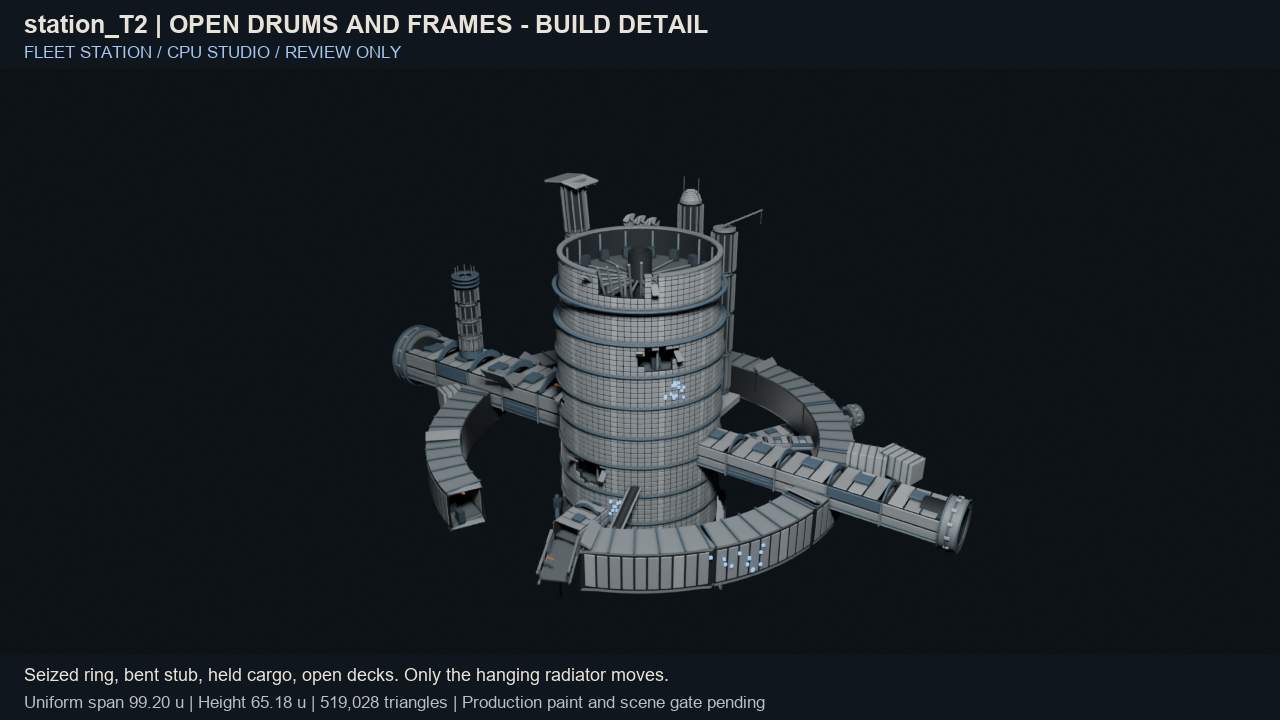 station_T2 | OPEN DRUMS AND FRAMES - BUILD DETAIL
FLEET STATION / CPU STUDIO / REVIEW ONLY
Seized ring, bent stub, held cargo, open decks. Only the hanging radiator moves.
Uniform span 99.20 u | Height 65.18 u | 519,028 triangles | Production paint and scene gate pending